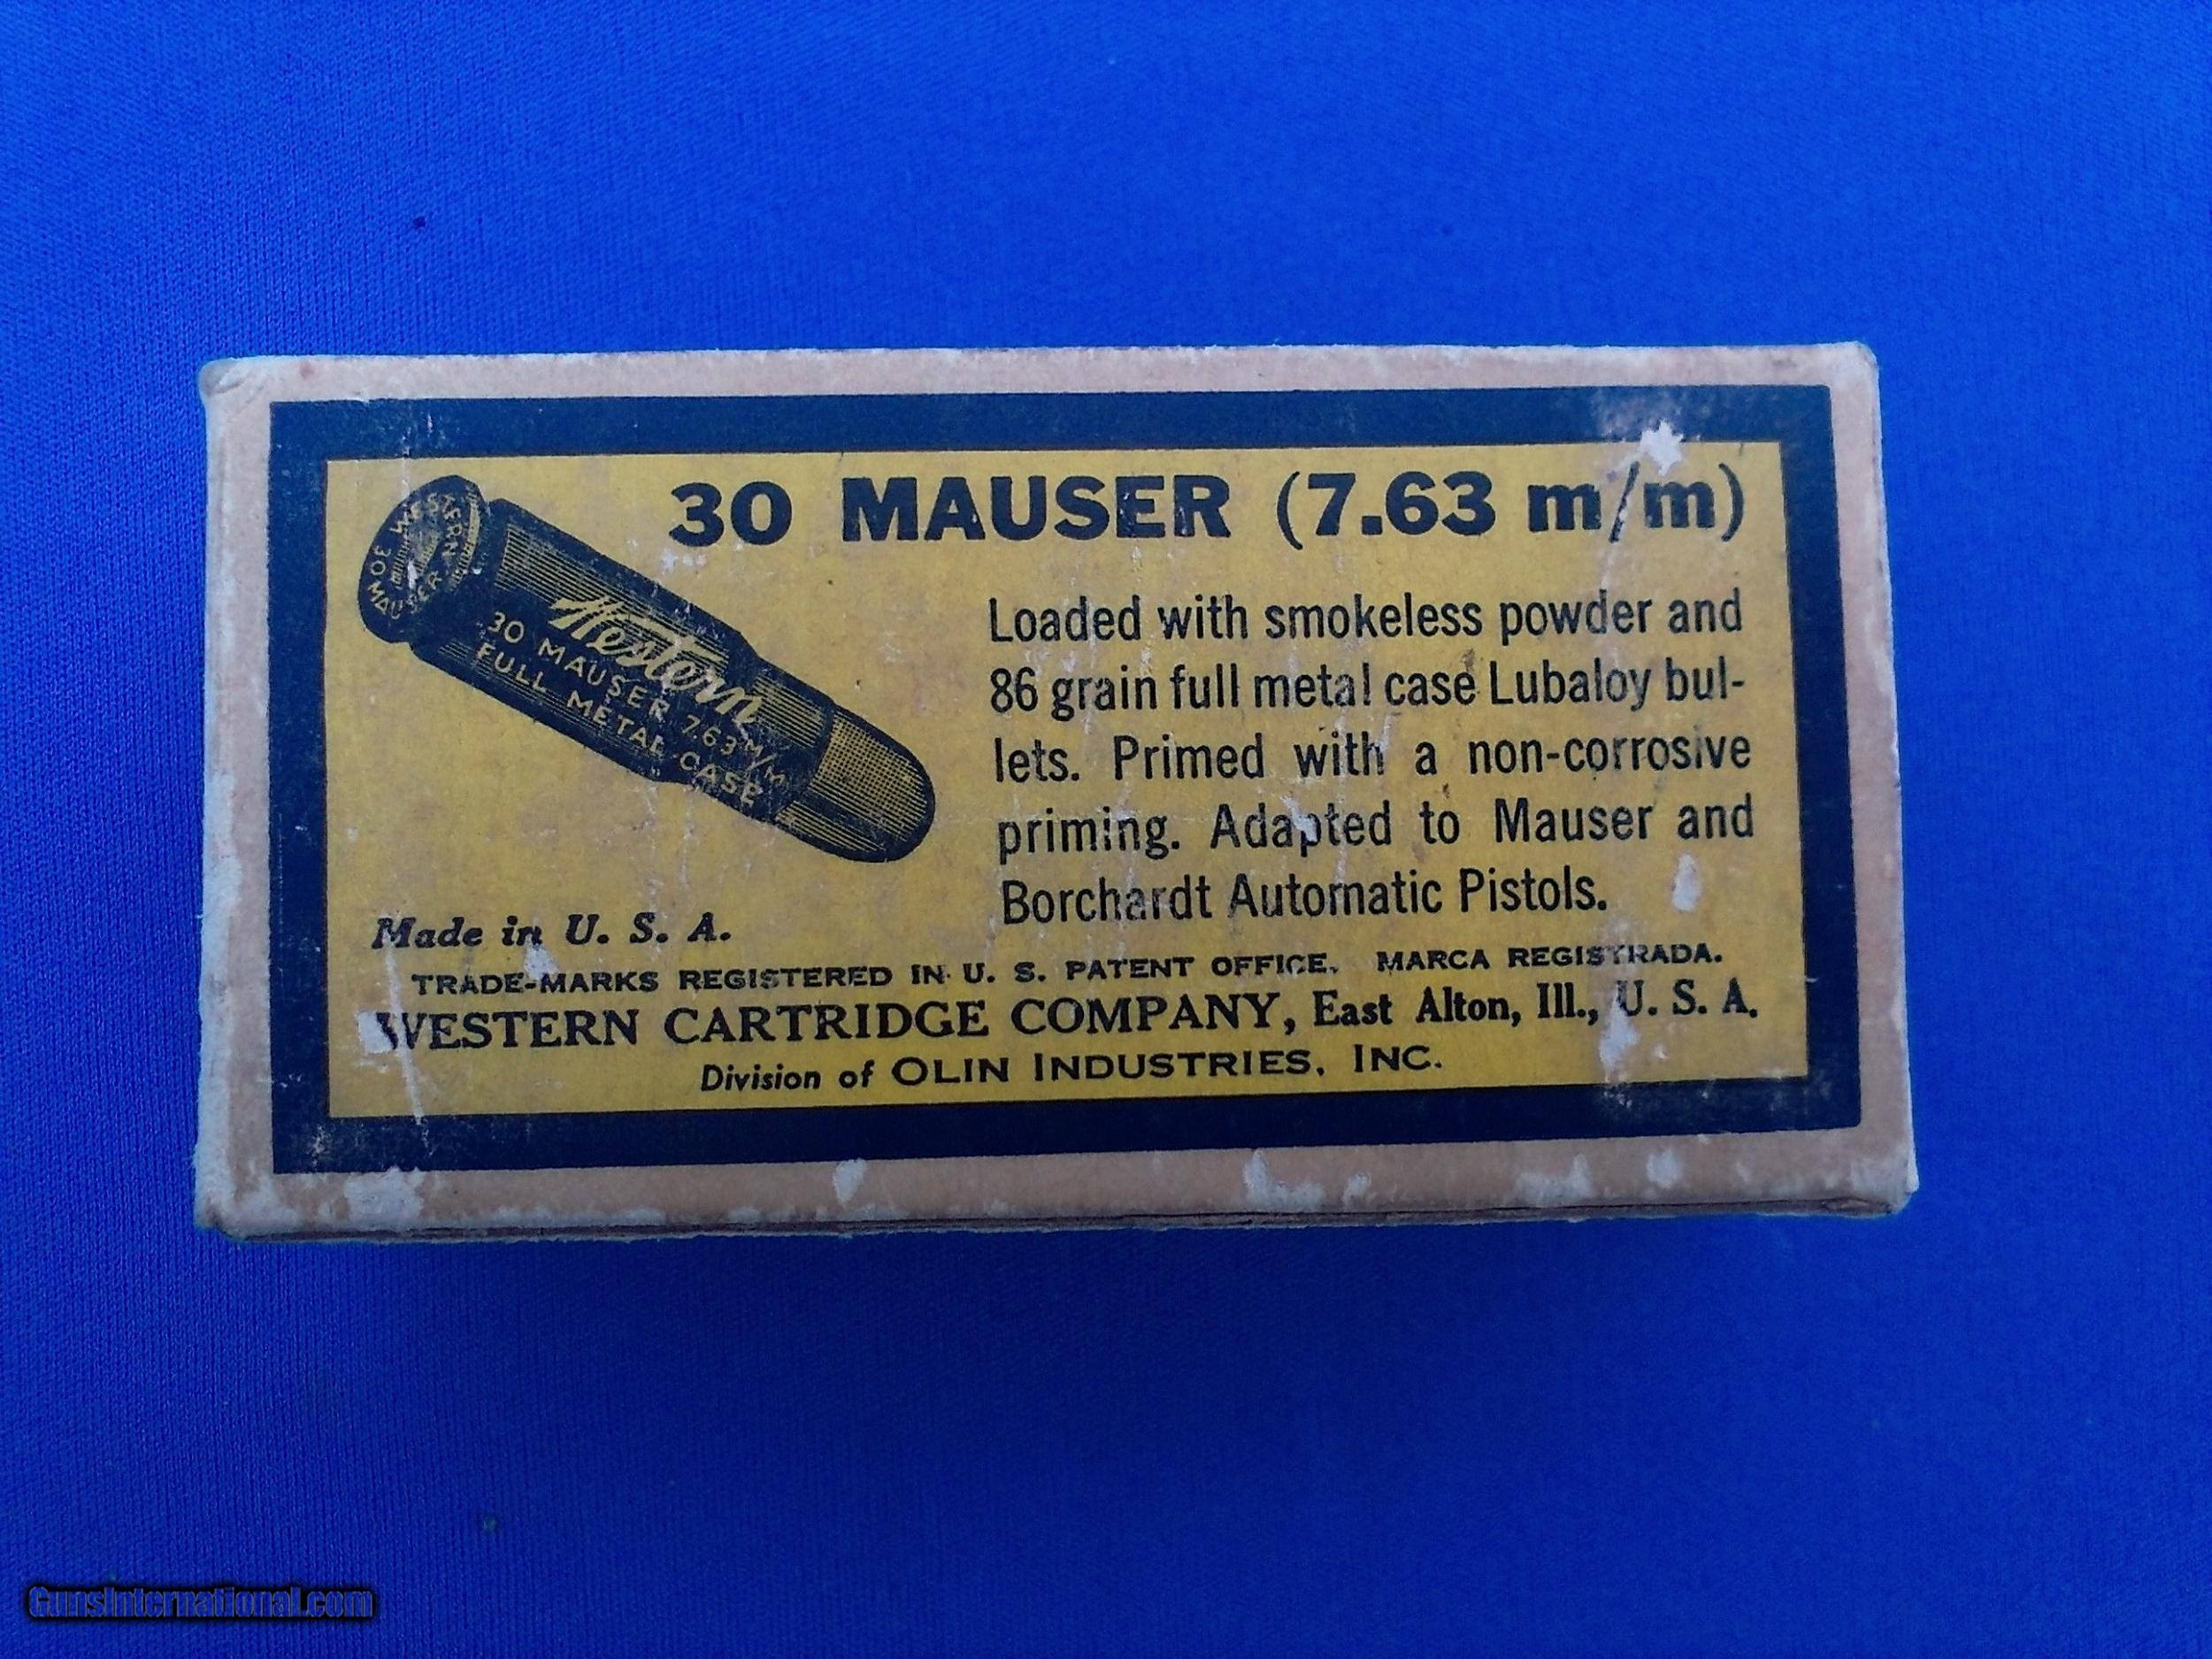 30 MAUSER (7.63 m/m)
WESTERN
30
MAUSER
Western
30 MAUSER 7.63 M/M
FULL METAL CASE
Loaded with smokeless powder and
86 grain full metal case Lubaloy bul-
lets. Primed with a non-corrosive
priming. Adapted to Mauser and
Borchardt Automatic Pistols.
Made in U. S. A.
TRADE-MARKS REGISTERED IN U. S. PATENT OFFICE. MARCA REGISTRADA.
WESTERN CARTRIDGE COMPANY, East Alton, Ill., U. S. A.
Division of OLIN INDUSTRIES, INC.
GunsInternational.com